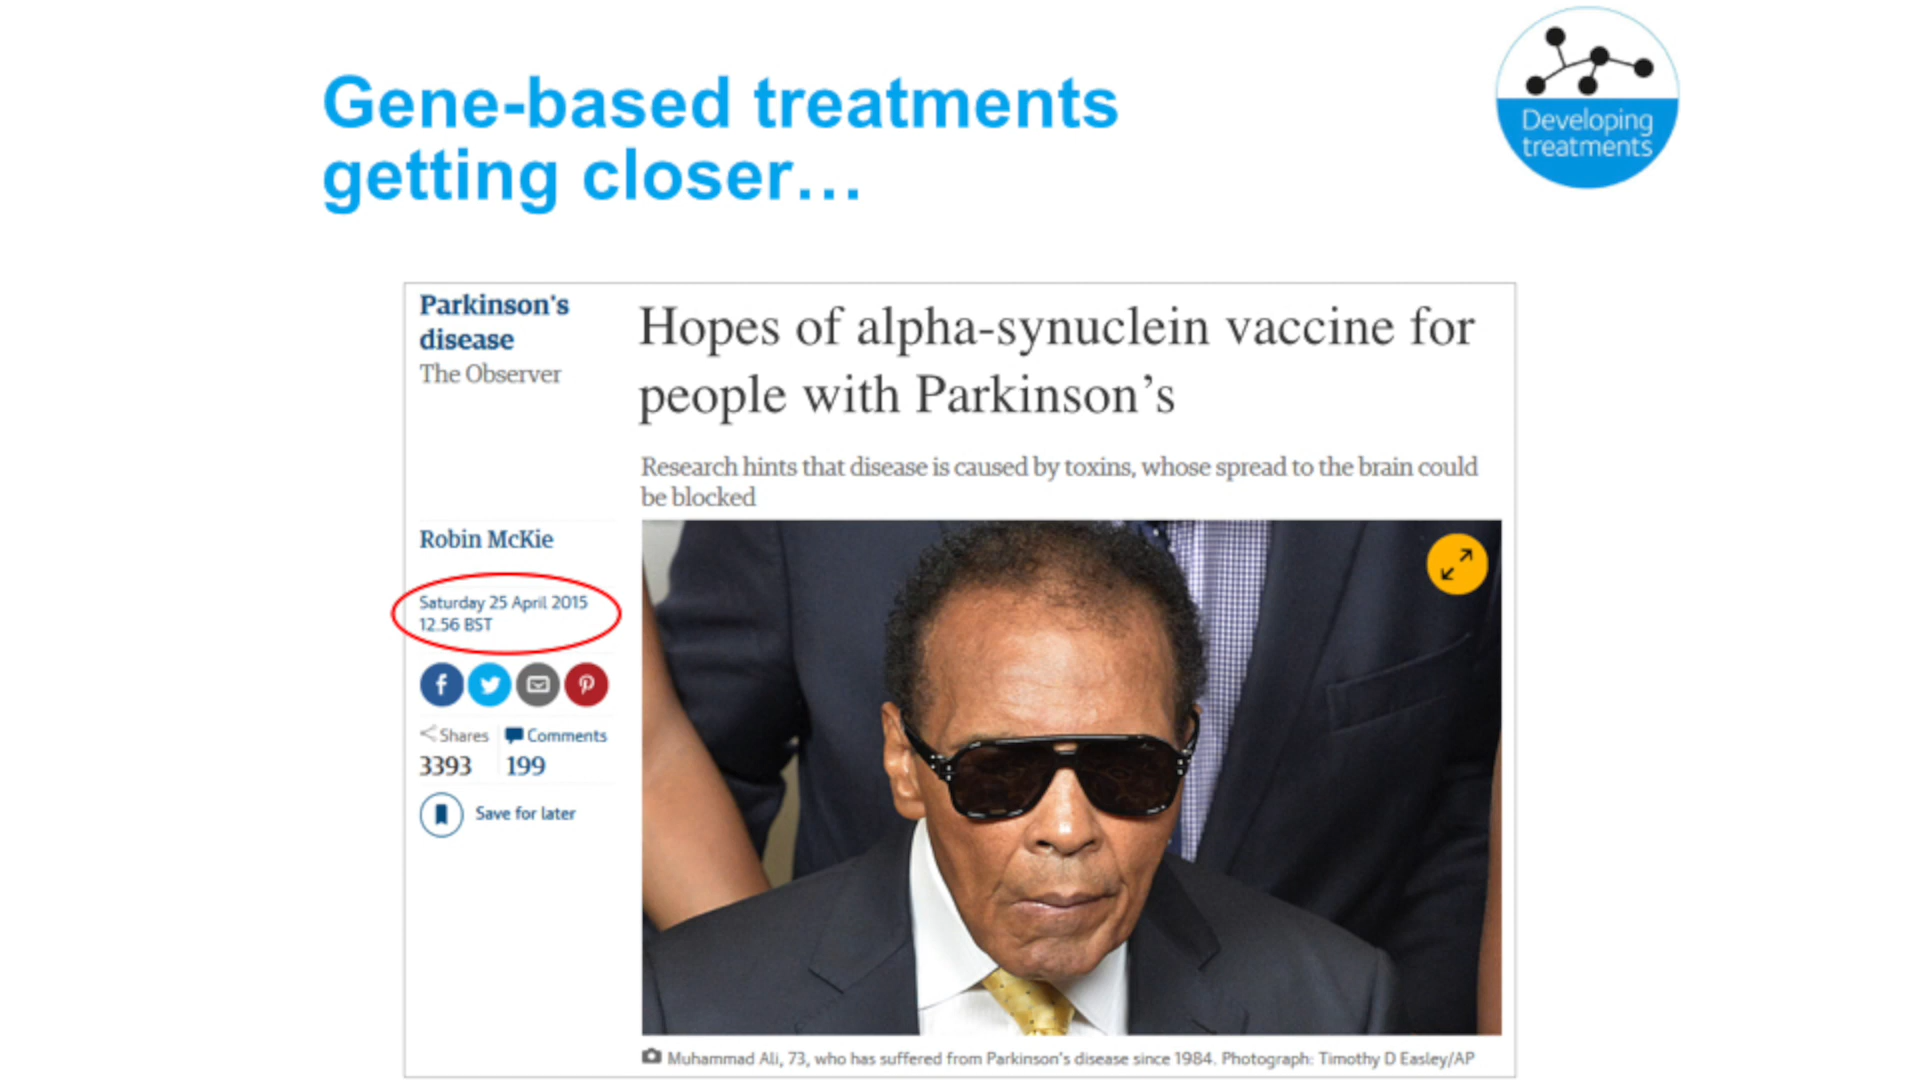 Gene-based treatments
getting closer…
Developing
treatments
Parkinson's
disease
The Observer
Hopes of alpha-synuclein vaccine for
people with Parkinson’s
Research hints that disease is caused by toxins, whose spread to the brain could
be blocked
Robin McKie
Saturday 25 April 2015
12.56 BST
Shares
Comments
3393
199
Save for later
Muhammad Ali, 73, who has suffered from Parkinson's disease since 1984. Photograph: Timothy D Easley/AP